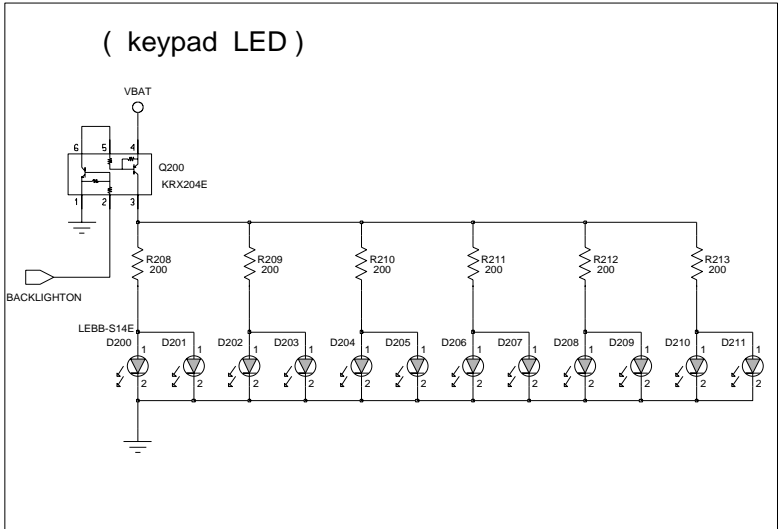 ( keypad LED )
VBAT
6 5 4
Q200
KRX204E
1 2 3
R208
200
R209
200
R210
200
R211
200
R212
200
R213
200
BACKLIGHTON
LEBB-S14E
D200 1 D201 1 D202 1 D203 1 D204 1 D205 1 D206 1 D207 1 D208 1 D209 1 D210 1 D211 1
2 2 2 2 2 2 2 2 2 2 2 2